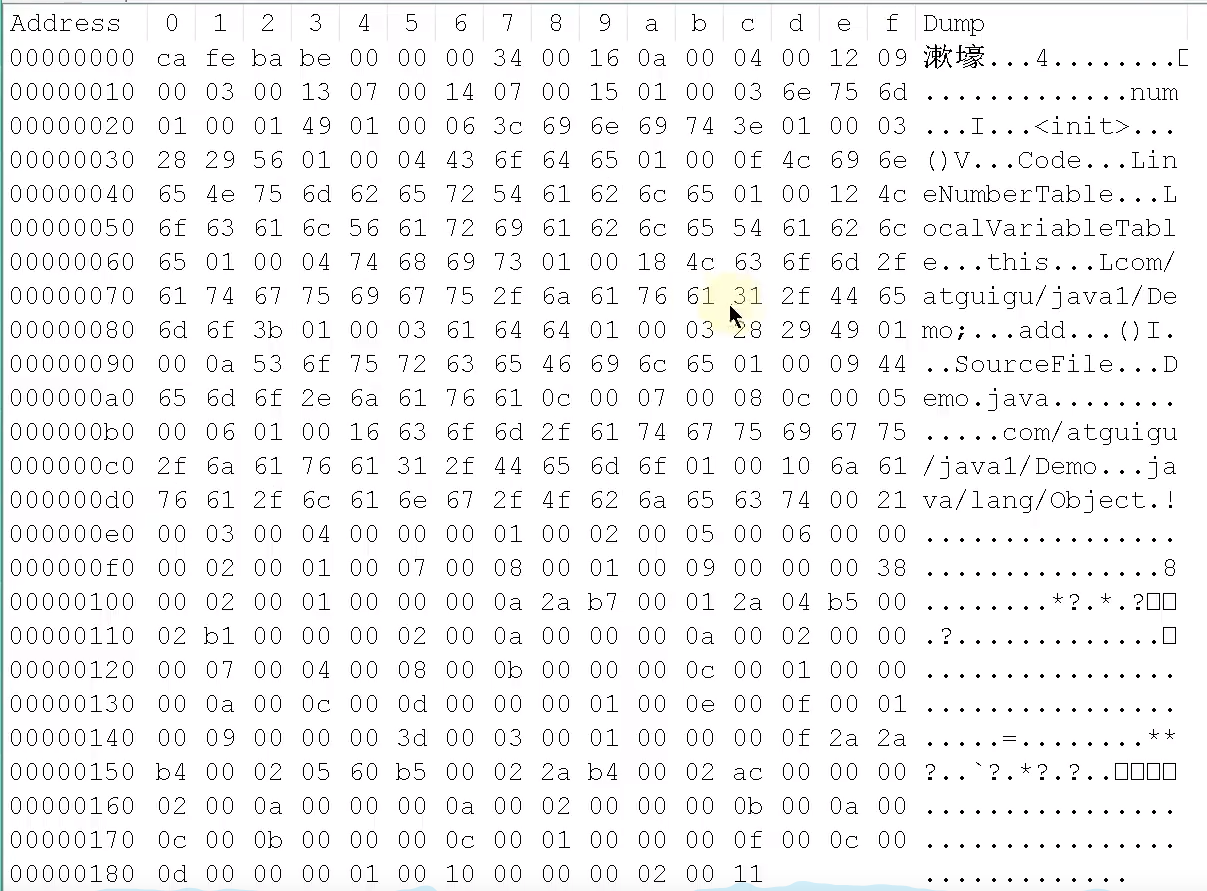 Address 0 1 2 3 4 5 6 7 8 9 a b c d e f Dump
00000000 ca fe ba be 00 00 00 34 00 16 0a 00 04 00 12 09 漱壕...4........□
00000010 00 03 00 13 07 00 14 07 00 15 01 00 03 6e 75 6d .............num
00000020 01 00 01 49 01 00 06 3c 69 6e 69 74 3e 01 00 03 ...I...<init>...
00000030 28 29 56 01 00 04 43 6f 64 65 01 00 0f 4c 69 6e ()V...Code...Lin
00000040 65 4e 75 6d 62 65 72 54 61 62 6c 65 01 00 12 4c eNumberTable...L
00000050 6f 63 61 6c 56 61 72 69 61 62 6c 65 54 61 62 6c ocalVariableTabl
00000060 65 01 00 04 74 68 69 73 01 00 18 4c 63 6f 6d 2f e...this...Lcom/
00000070 61 74 67 75 69 67 75 2f 6a 61 76 61 31 2f 44 65 atguigu/java1/De
00000080 6d 6f 3b 01 00 03 61 64 64 01 00 03 28 29 49 01 mo;...add...()I.
00000090 00 0a 53 6f 75 72 63 65 46 69 6c 65 01 00 09 44 ..SourceFile...D
000000a0 65 6d 6f 2e 6a 61 76 61 0c 00 07 00 08 0c 00 05 emo.java........
000000b0 00 06 01 00 16 63 6f 6d 2f 61 74 67 75 69 67 75 .....com/atguigu
000000c0 2f 6a 61 76 61 31 2f 44 65 6d 6f 01 00 10 6a 61 /java1/Demo...ja
000000d0 76 61 2f 6c 61 6e 67 2f 4f 62 6a 65 63 74 00 21 va/lang/Object.!
000000e0 00 03 00 04 00 00 00 01 00 02 00 05 00 06 00 00 ................
000000f0 00 02 00 01 00 07 00 08 00 01 00 09 00 00 00 38 ...............8
00000100 00 02 00 01 00 00 00 0a 2a b7 00 01 2a 04 b5 00 ........*?.*.?□□
00000110 02 b1 00 00 00 02 00 0a 00 00 00 0a 00 02 00 00 .?.............□
00000120 00 07 00 04 00 08 00 0b 00 00 00 0c 00 01 00 00 ................
00000130 00 0a 00 0c 00 0d 00 00 00 01 00 0e 00 0f 00 01 ................
00000140 00 09 00 00 00 3d 00 03 00 01 00 00 00 0f 2a 2a .....=........**
00000150 b4 00 02 05 60 b5 00 02 2a b4 00 02 ac 00 00 00 ?..`?.*?.?..□□□□
00000160 02 00 0a 00 00 00 0a 00 02 00 00 00 0b 00 0a 00 ................
00000170 0c 00 0b 00 00 00 0c 00 01 00 00 00 0f 00 0c 00 ................
00000180 0d 00 00 00 01 00 10 00 00 00 02 00 11 .............